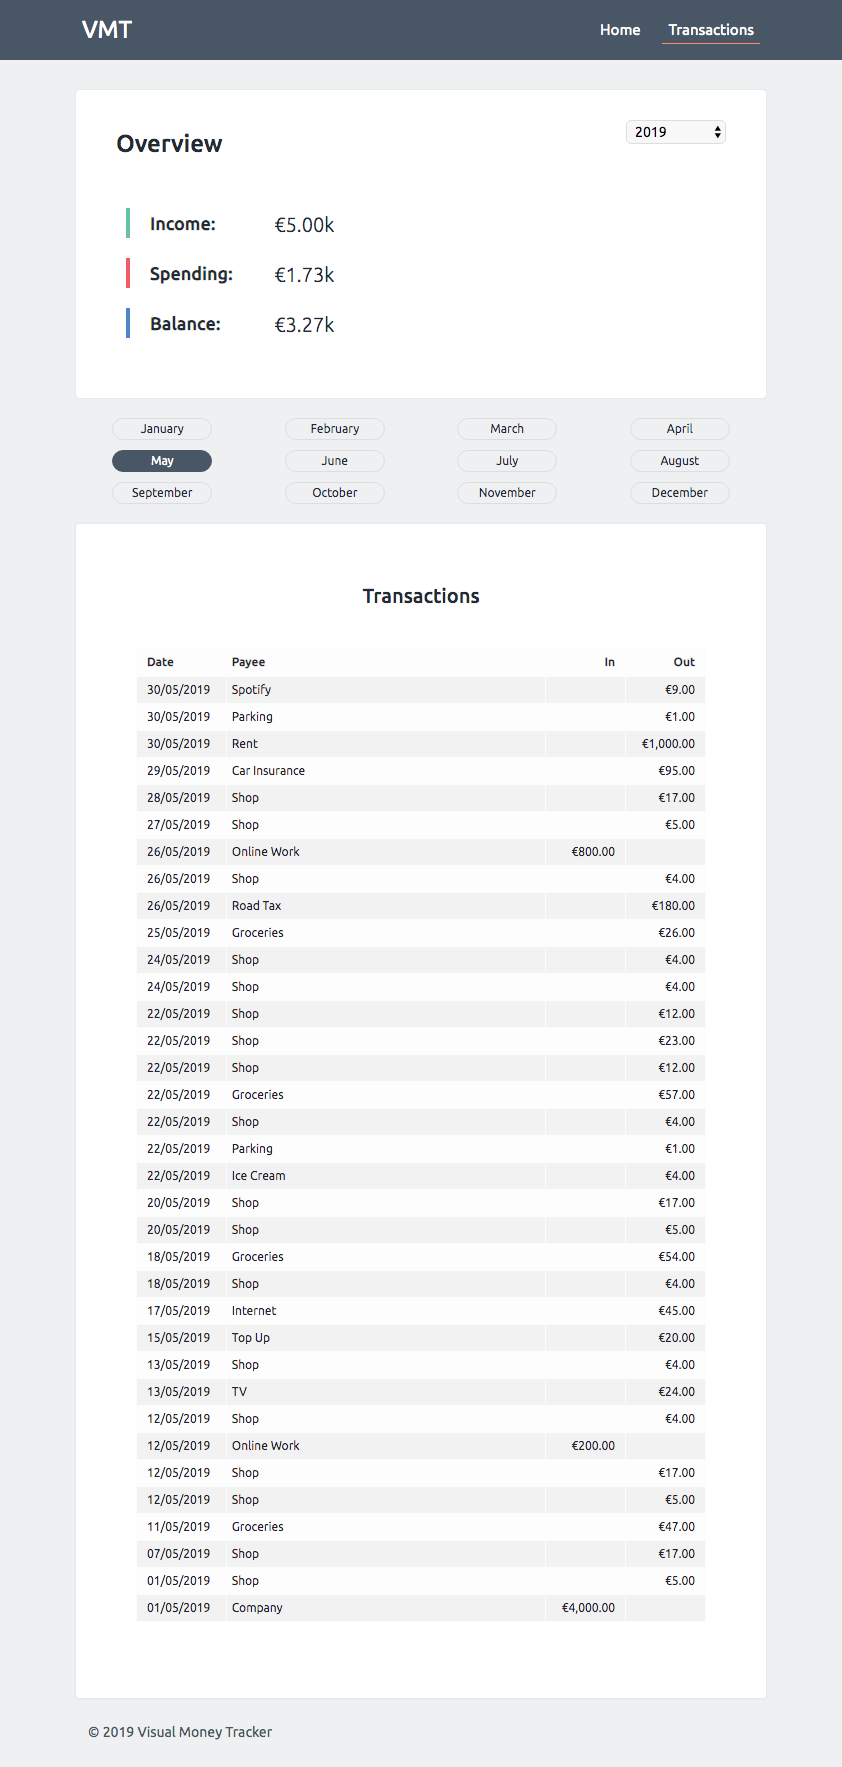 VMT Home Transactions
Overview 2019
Income: €5.00k
Spending: €1.73k
Balance: €3.27k
January February March April
May June July August
September October November December
Transactions
Date Payee In Out
30/05/2019 Spotify €9.00
30/05/2019 Parking €1.00
30/05/2019 Rent €1,000.00
29/05/2019 Car Insurance €95.00
28/05/2019 Shop €17.00
27/05/2019 Shop €5.00
26/05/2019 Online Work €800.00
26/05/2019 Shop €4.00
26/05/2019 Road Tax €180.00
25/05/2019 Groceries €26.00
24/05/2019 Shop €4.00
24/05/2019 Shop €4.00
22/05/2019 Shop €12.00
22/05/2019 Shop €23.00
22/05/2019 Shop €12.00
22/05/2019 Groceries €57.00
22/05/2019 Shop €4.00
22/05/2019 Parking €1.00
22/05/2019 Ice Cream €4.00
20/05/2019 Shop €17.00
20/05/2019 Shop €5.00
18/05/2019 Groceries €54.00
18/05/2019 Shop €4.00
17/05/2019 Internet €45.00
15/05/2019 Top Up €20.00
13/05/2019 Shop €4.00
13/05/2019 TV €24.00
12/05/2019 Shop €4.00
12/05/2019 Online Work €200.00
12/05/2019 Shop €17.00
12/05/2019 Shop €5.00
11/05/2019 Groceries €47.00
07/05/2019 Shop €17.00
01/05/2019 Shop €5.00
01/05/2019 Company €4,000.00
© 2019 Visual Money Tracker